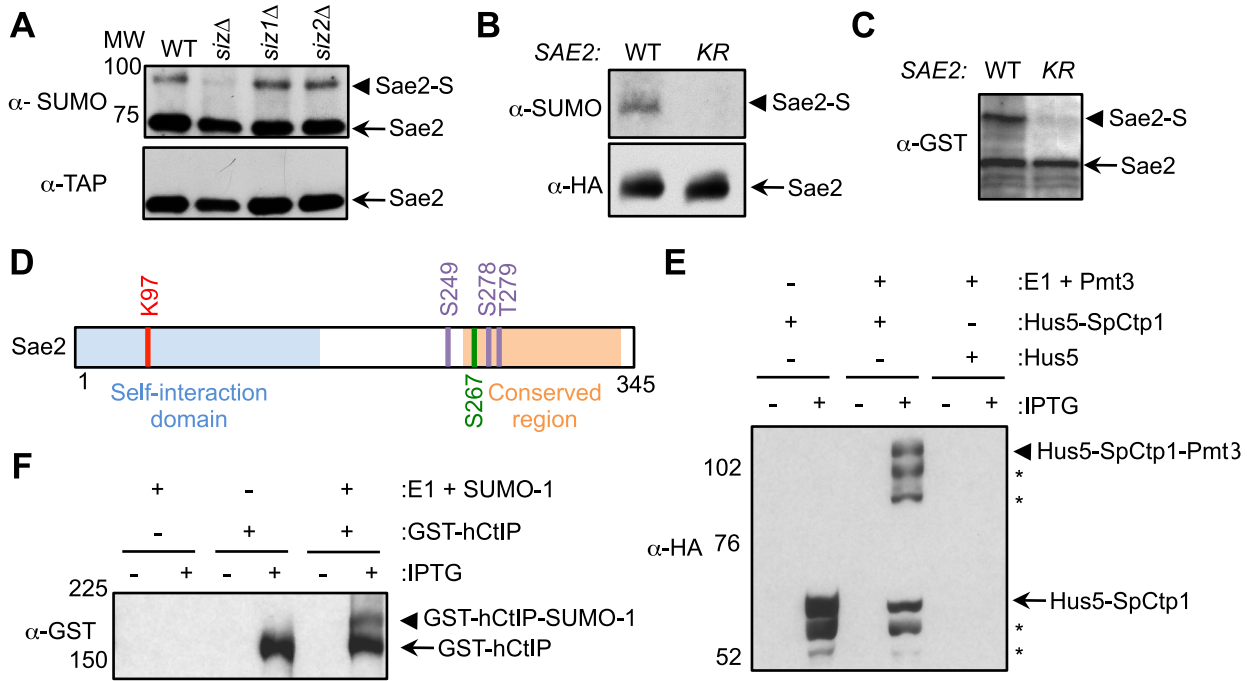 A
MW
WT
sizΔ
siz1Δ
siz2Δ
100
75
α- SUMO
Sae2-S
Sae2
α-TAP
Sae2
B
SAE2: WT KR
α-SUMO
Sae2-S
α-HA
Sae2
C
SAE2: WT KR
α-GST
Sae2-S
Sae2
D
K97
S249
S278
T279
Sae2
1
345
Self-interaction
domain
S267
Conserved
region
E
- + + :E1 + Pmt3
+ + - :Hus5-SpCtp1
- - + :Hus5
- + - + - + :IPTG
102
76
52
α-HA
Hus5-SpCtp1-Pmt3
*
*
Hus5-SpCtp1
*
*
F
+ - + :E1 + SUMO-1
- + + :GST-hCtIP
- + - + - + :IPTG
225
150
α-GST
GST-hCtIP-SUMO-1
GST-hCtIP